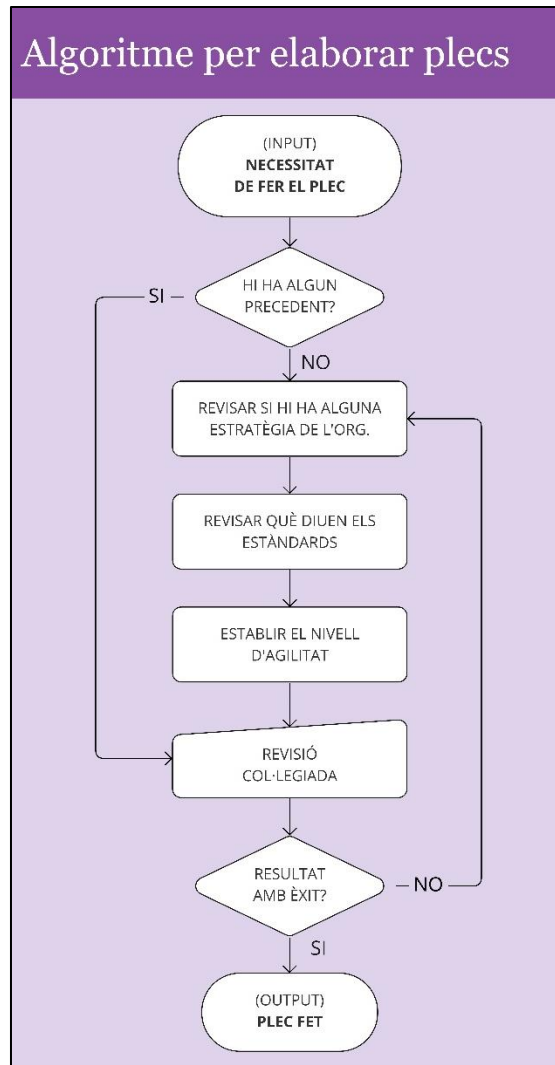 Algoritme per elaborar plecs
(INPUT)
NECESSITAT
DE FER EL PLEC
HI HA ALGUN
PRECEDENT?
SI
NO
REVISAR SI HI HA ALGUNA
ESTRATÈGIA DE L'ORG.
REVISAR QUÈ DIUEN ELS
ESTÀNDARDS
ESTABLIR EL NIVELL
D'AGILITAT
REVISIÓ
COL·LEGIADA
RESULTAT
AMB ÈXIT?
NO
SI
(OUTPUT)
PLEC FET